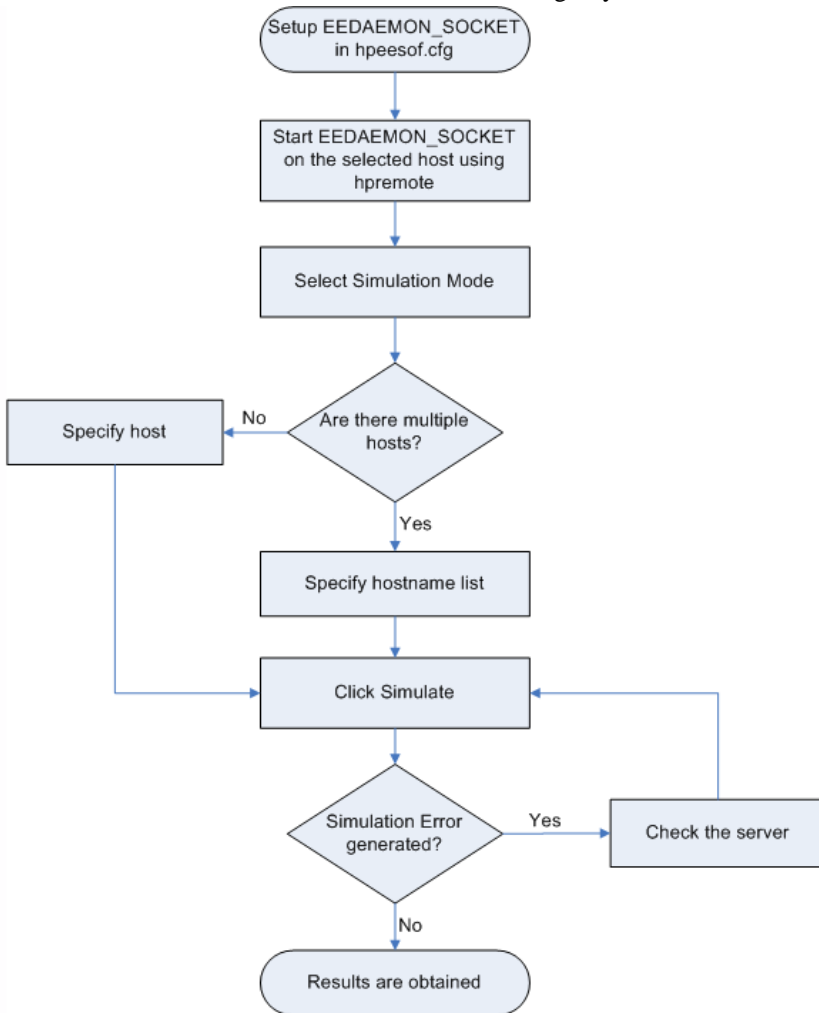 Setup EEDAEMON_SOCKET
in hpeesof.cfg
Start EEDAEMON_SOCKET
on the selected host using
hpremote
Select Simulation Mode
Are there multiple
hosts?
No
Specify host
Yes
Specify hostname list
Click Simulate
Simulation Error
generated?
Yes
Check the server
No
Results are obtained